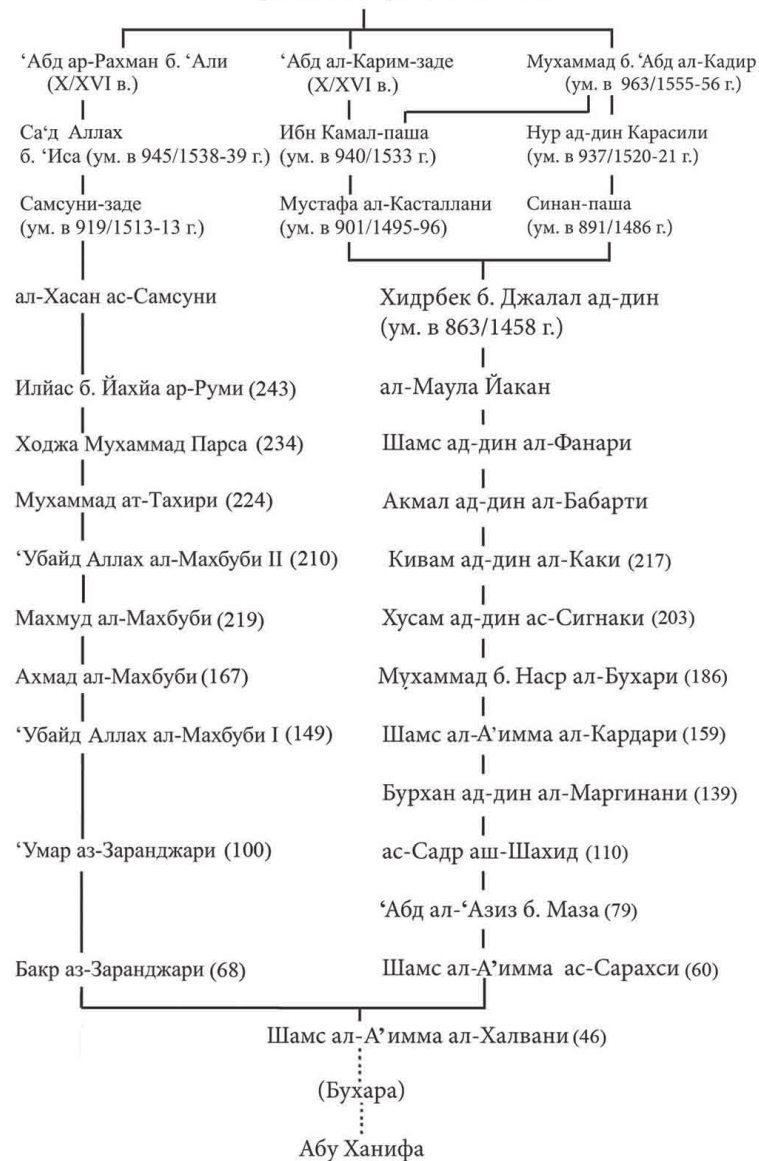 ‘Абд ар-Рахман б. ‘Али
(X/XVI в.)
‘Абд ал-Карим-заде
(X/XVI в.)
Мухаммад б. ‘Абд ал-Кадир
(ум. в 963/1555-56 г.)
Са‘д Аллах
б. ‘Иса (ум. в 945/1538-39 г.)
Ибн Камал-паша
(ум. в 940/1533 г.)
Нур ад-дин Карасили
(ум. в 937/1520-21 г.)
Самсуни-заде
(ум. в 919/1513-13 г.)
Мустафа ал-Касталлани
(ум. в 901/1495-96)
Синан-паша
(ум. в 891/1486 г.)
ал-Хасан ас-Самсуни
Хидрбек б. Джалал ад-дин
(ум. в 863/1458 г.)
Илйас б. Йахйа ар-Руми (243)
ал-Маула Йакан
Ходжа Мухаммад Парса (234)
Шамс ад-дин ал-Фанари
Мухаммад ат-Тахири (224)
Акмал ад-дин ал-Бабарти
‘Убайд Аллах ал-Махбуби II (210)
Кивам ад-дин ал-Каки (217)
Махмуд ал-Махбуби (219)
Хусам ад-дин ас-Сигнаки (203)
Ахмад ал-Махбуби (167)
Мухаммад б. Наср ал-Бухари (186)
‘Убайд Аллах ал-Махбуби I (149)
Шамс ал-А’имма ал-Кардари (159)
Бурхан ад-дин ал-Маргинани (139)
‘Умар аз-Заранджари (100)
ас-Садр аш-Шахид (110)
‘Абд ал-‘Азиз б. Маза (79)
Бакр аз-Заранджари (68)
Шамс ал-А’имма ас-Сарахси (60)
Шамс ал-А’имма ал-Халвани (46)
(Бухара)
Абу Ханифа